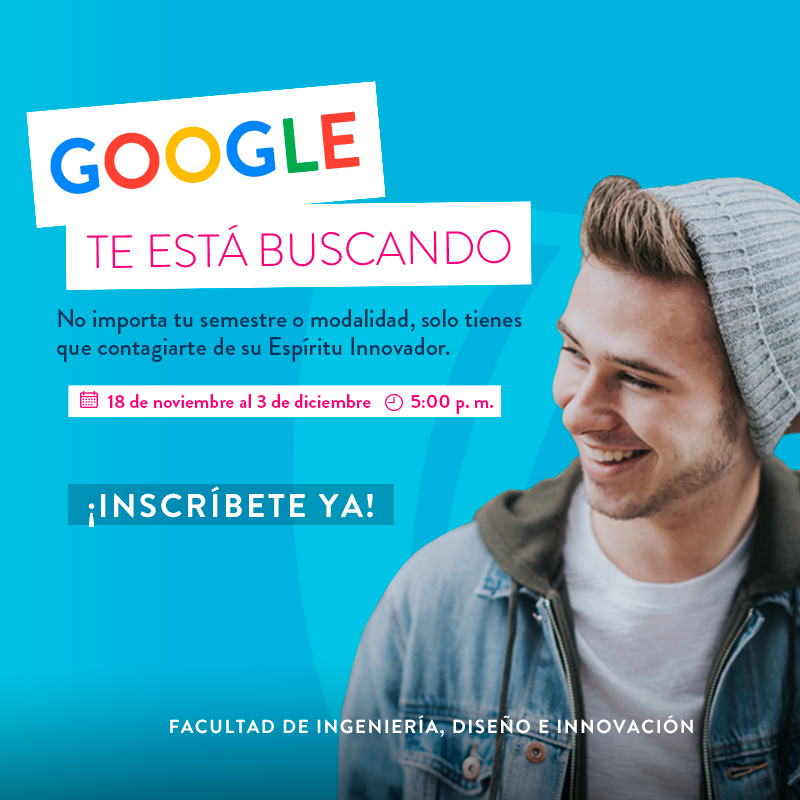 GOOGLE
TE ESTÁ BUSCANDO
No importa tu semestre o modalidad, solo tienes
que contagiarte de su Espíritu Innovador.
18 de noviembre al 3 de diciembre 5:00 p. m.
¡INSCRÍBETE YA!
FACULTAD DE INGENIERÍA, DISEÑO E INNOVACIÓN